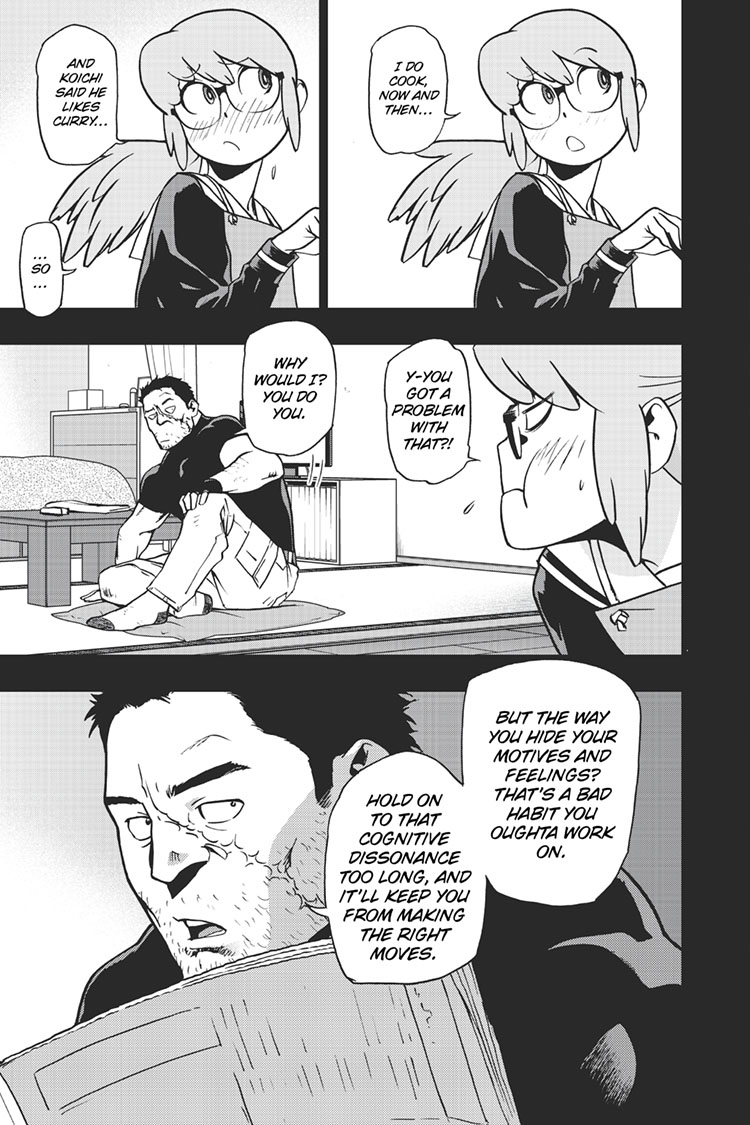 I DO
COOK,
NOW AND
THEN...
AND
KOICHI
SAID HE
LIKES
CURRY...
...
SO
...
Y-YOU
GOT A
PROBLEM
WITH
THAT?!
WHY
WOULD I?
YOU DO
YOU.
BUT THE WAY
YOU HIDE YOUR
MOTIVES AND
FEELINGS?
THAT'S A BAD
HABIT YOU
OUGHTA WORK
ON.
HOLD ON
TO THAT
COGNITIVE
DISSONANCE
TOO LONG, AND
IT'LL KEEP YOU
FROM MAKING
THE RIGHT
MOVES.